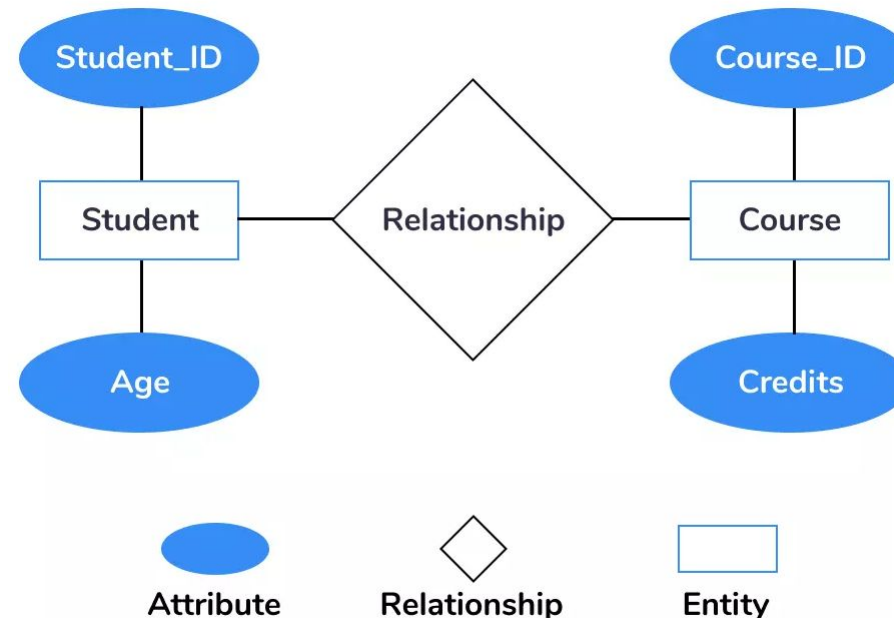 Student_ID
Course_ID
Student
Relationship
Course
Age
Credits
Attribute
Relationship
Entity